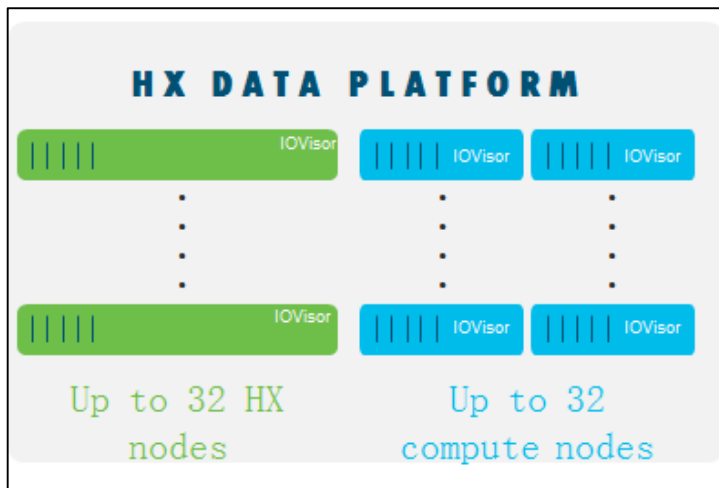 HX DATA PLATFORM
IOVisor
IOVisor
IOVisor
IOVisor
IOVisor
IOVisor
Up to 32 HX
nodes
Up to 32
compute nodes